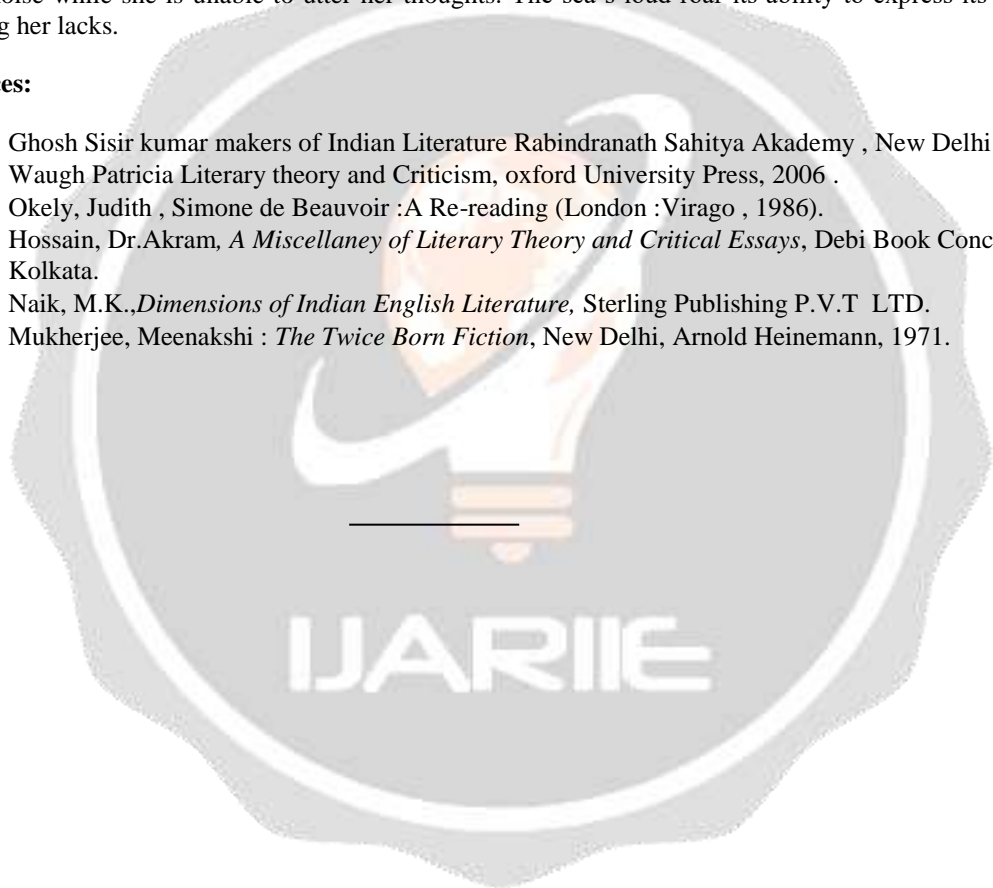 while she is unable to utter her thoughts. The sea's loud roar its ability to express its
g her lacks.
es:
Ghosh Sisir kumar makers of Indian Literature Rabindranath Sahitya Akademy , New Delhi
Waugh Patricia Literary theory and Criticism, oxford University Press, 2006 .
Okely, Judith , Simone de Beauvoir :A Re-reading (London :Virago , 1986).
Hossain, Dr.Akram, A Miscellaney of Literary Theory and Critical Essays, Debi Book Conc
Kolkata.
Naik, M.K.,Dimensions of Indian English Literature, Sterling Publishing P.V.T LTD.
Mukherjee, Meenakshi : The Twice Born Fiction, New Delhi, Arnold Heinemann, 1971.
IJARIIE